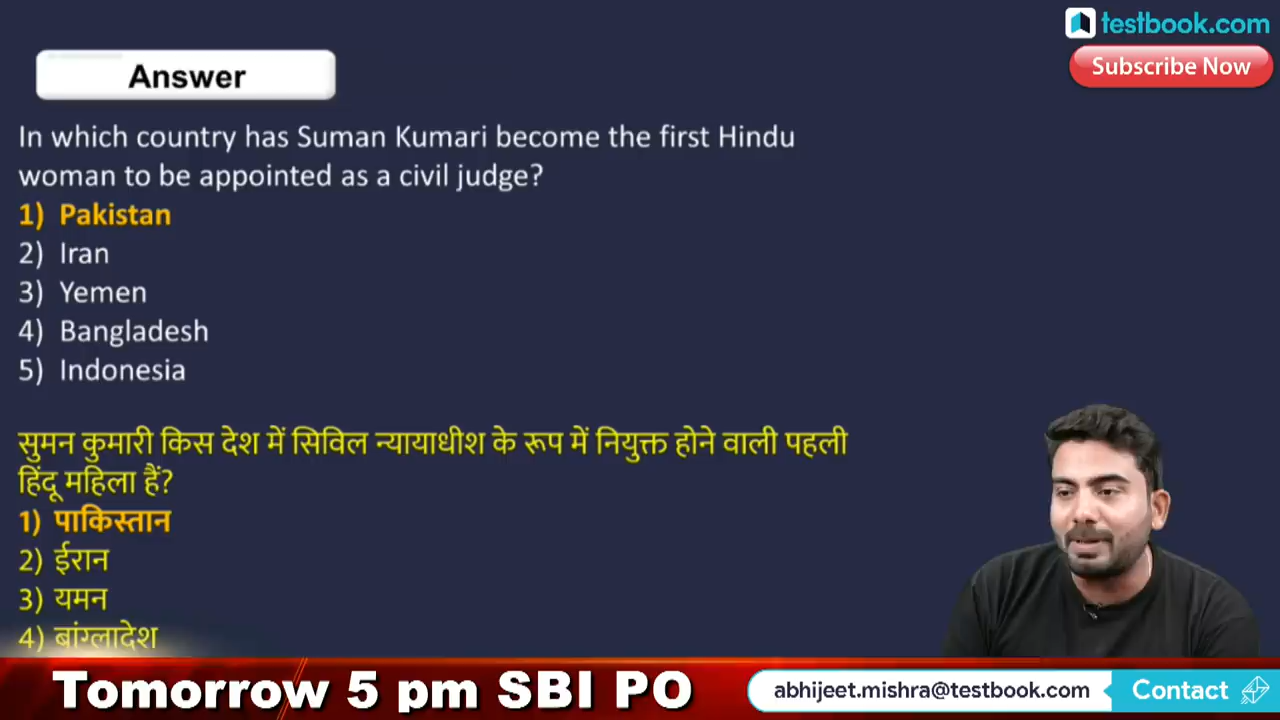 testbook.com
Subscribe Now
Answer
In which country has Suman Kumari become the first Hindu
woman to be appointed as a civil judge?
1) Pakistan
2) Iran
3) Yemen
4) Bangladesh
5) Indonesia
सुमन कुमारी किस देश में सिविल न्यायाधीश के रूप में नियुक्त होने वाली पहली
हिंदू महिला हैं?
1) पाकिस्तान
2) ईरान
3) यमन
4) बांग्लादेश
Tomorrow 5 pm SBI PO
abhijeet.mishra@testbook.com Contact